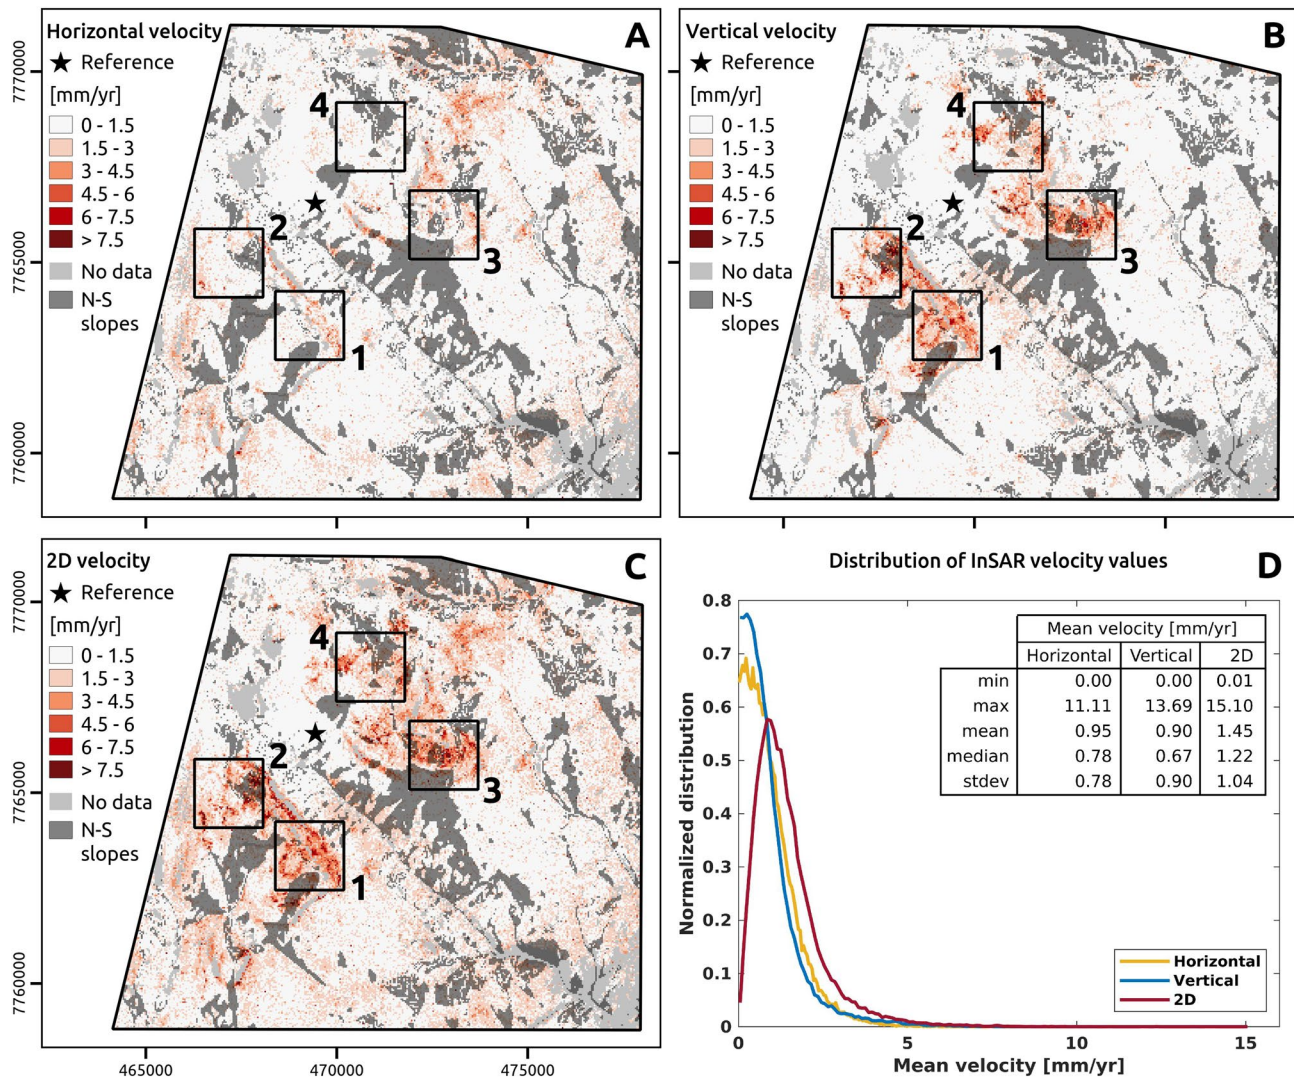 Horizontal velocity
A
★ Reference
[mm/yr]
0 - 1.5
1.5 - 3
3 - 4.5
4.5 - 6
6 - 7.5
> 7.5
No data
N-S
slopes
4
2
3
1
7770000
7765000
7760000
Vertical velocity
B
★ Reference
[mm/yr]
0 - 1.5
1.5 - 3
3 - 4.5
4.5 - 6
6 - 7.5
> 7.5
No data
N-S
slopes
4
2
3
1
2D velocity
C
★ Reference
[mm/yr]
0 - 1.5
1.5 - 3
3 - 4.5
4.5 - 6
6 - 7.5
> 7.5
No data
N-S
slopes
4
2
3
1
7770000
7765000
7760000
465000 470000 475000
Distribution of InSAR velocity values
D
Normalized distribution
0.8
0.7
0.6
0.5
0.4
0.3
0.2
0.1
0
Mean velocity [mm/yr]
Horizontal Vertical 2D
min 0.00 0.00 0.01
max 11.11 13.69 15.10
mean 0.95 0.90 1.45
median 0.78 0.67 1.22
stdev 0.78 0.90 1.04
Horizontal
Vertical
2D
0 5 10 15
Mean velocity [mm/yr]